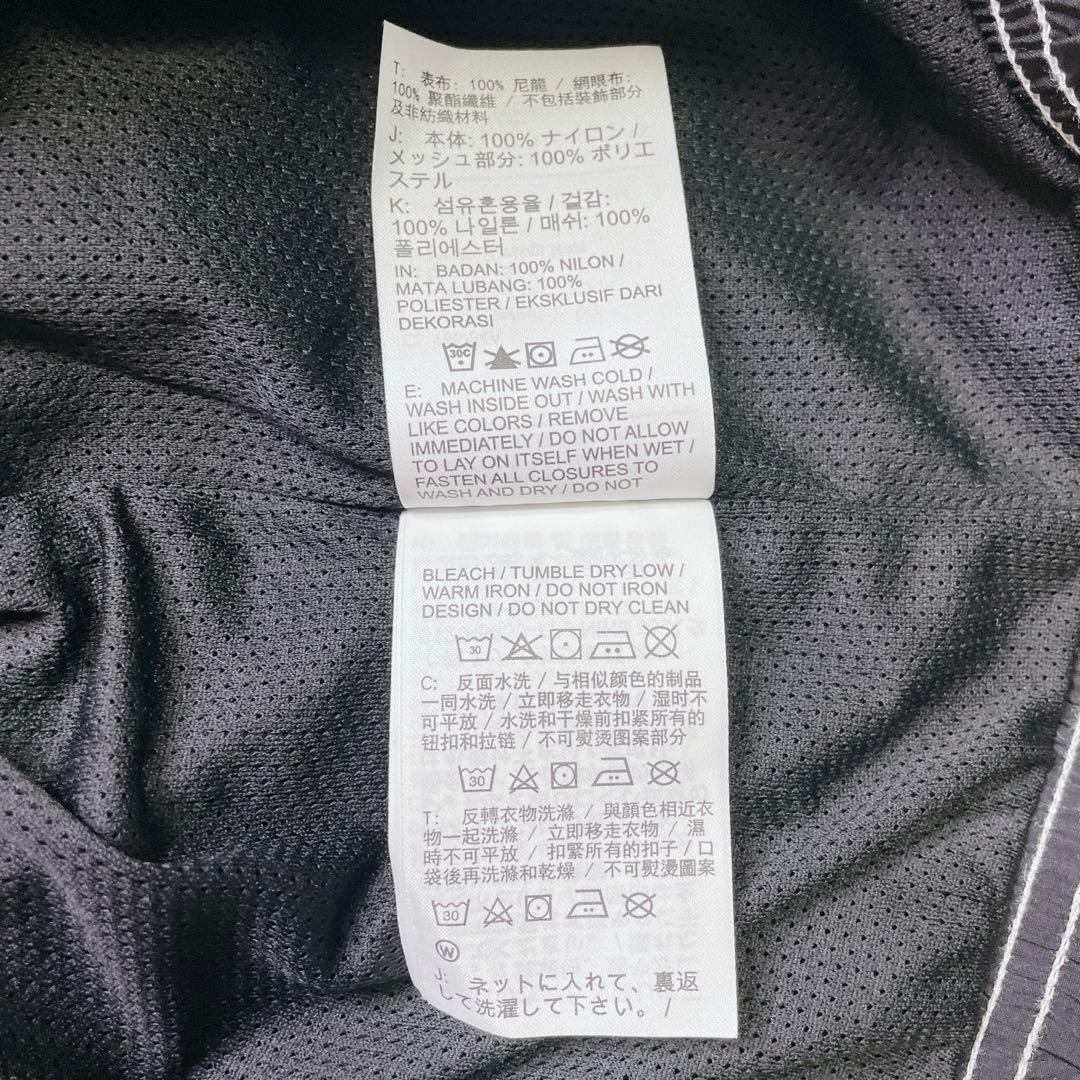 T: 表布: 100% 尼龍 / 網眼布:
100% 聚酯纖維 / 不包括裝飾部分
及非紡織材料
J: 本体: 100% ナイロン /
メッシュ部分: 100% ポリエ
ステル
K: 섬유혼용율 / 겉감:
100% 나일론 / 매쉬: 100%
폴리에스터
IN: BADAN: 100% NILON /
MATA LUBANG: 100%
POLIESTER / EKSKLUSIF DARI
DEKORASI
30C
E: MACHINE WASH COLD /
WASH INSIDE OUT / WASH WITH
LIKE COLORS / REMOVE
IMMEDIATELY / DO NOT ALLOW
TO LAY ON ITSELF WHEN WET /
FASTEN ALL CLOSURES TO
WASH AND DRY / DO NOT
BLEACH / TUMBLE DRY LOW /
WARM IRON / DO NOT IRON
DESIGN / DO NOT DRY CLEAN
30
C: 反面水洗 / 与相似颜色的制品
一同水洗 / 立即移走衣物 / 湿时不
可平放 / 水洗和干燥前扣紧所有的
钮扣和拉链 / 不可熨烫图案部分
30
T: 反轉衣物洗滌 / 與顏色相近衣
物一起洗滌 / 立即移走衣物 / 濕
時不可平放 / 扣緊所有的扣子 / 口
袋後再洗滌和乾燥 / 不可熨燙圖案
30
W
J: ネットに入れて、裏返
して洗濯して下さい。 /